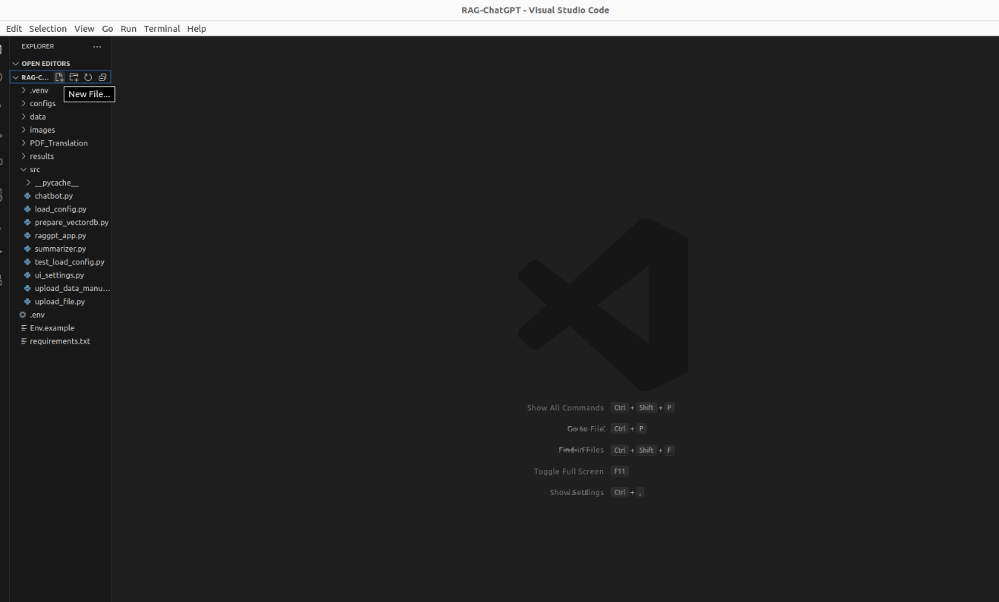 RAG-ChatGPT - Visual Studio Code
Edit Selection View Go Run Terminal Help
EXPLORER
OPEN EDITORS
RAG-C...
New File...
.venv
configs
data
images
PDF_Translation
results
src
__pycache__
chatbot.py
load_config.py
prepare_vectordb.py
raggpt_app.py
summarizer.py
test_load_config.py
ui_settings.py
upload_data_manu...
upload_file.py
.env
Env.example
requirements.txt
Show All Commands Ctrl + Shift + P
Go to File Ctrl + P
Find in Files Ctrl + Shift + F
Toggle Full Screen F11
Show Settings Ctrl + ,